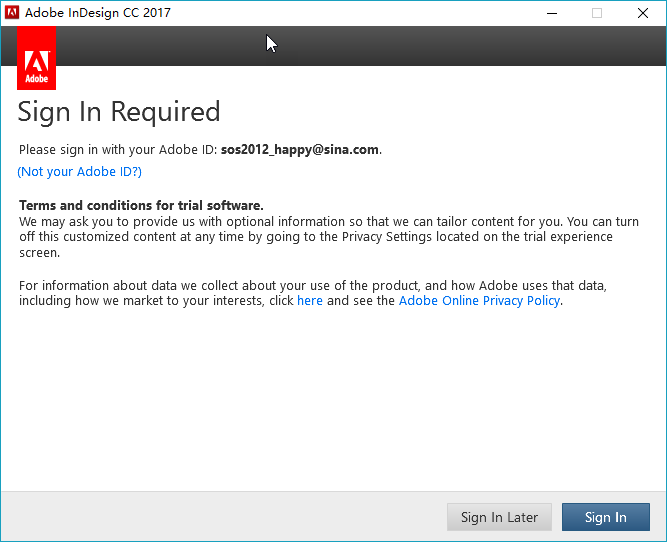 Adobe InDesign CC 2017
Adobe
Sign In Required
Please sign in with your Adobe ID: sos2012_happy@sina.com.
(Not your Adobe ID?)
Terms and conditions for trial software.
We may ask you to provide us with optional information so that we can tailor content for you. You can turn
off this customized content at any time by going to the Privacy Settings located on the trial experience
screen.
For information about data we collect about your use of the product, and how Adobe uses that data,
including how we market to your interests, click here and see the Adobe Online Privacy Policy.
Sign In Later
Sign In